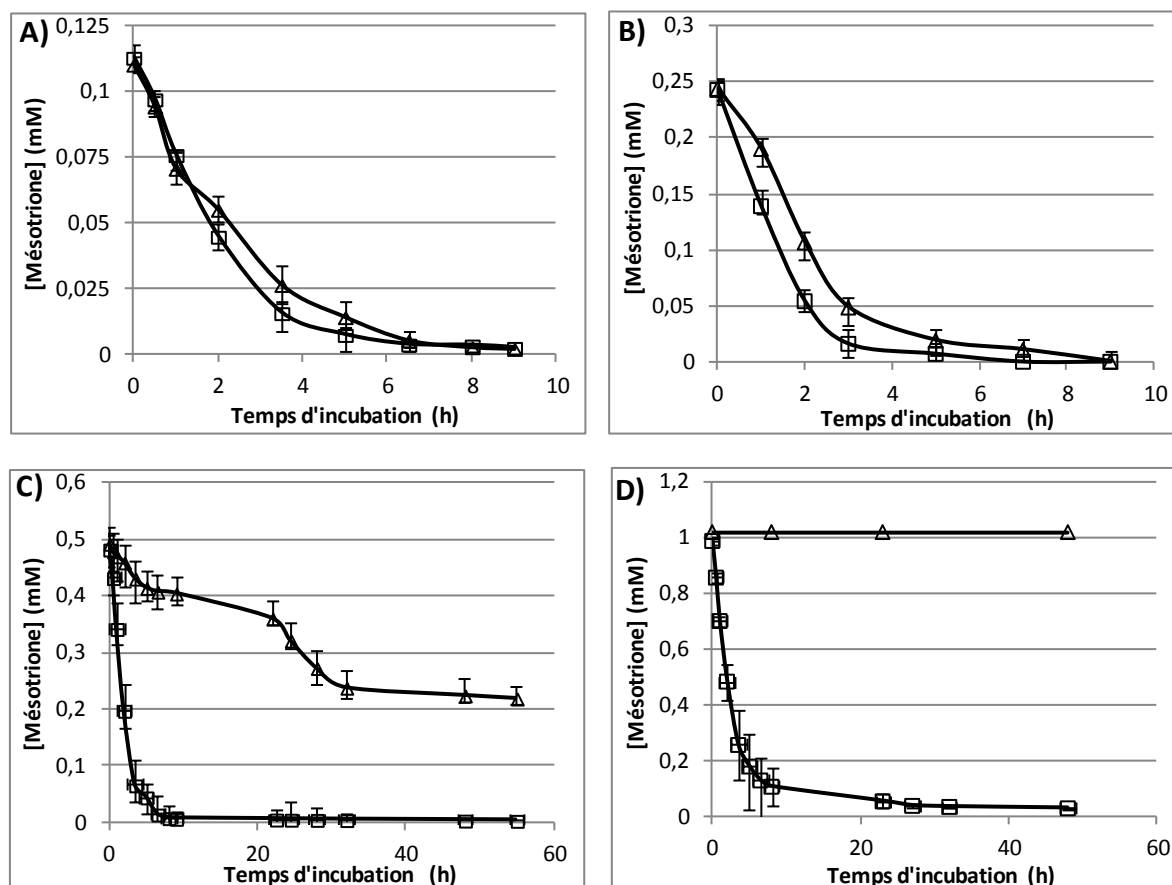 A)
[Mésotrione] (mM)
0,125
0,1
0,075
0,05
0,025
0
0 2 4 6 8 10
Temps d'incubation (h)
B)
[Mésotrione] (mM)
0,3
0,25
0,2
0,15
0,1
0,05
0
0 2 4 6 8 10
Temps d'incubation (h)
C)
[Mésotrione] (mM)
0,6
0,5
0,4
0,3
0,2
0,1
0
0 20 40 60
Temps d'incubation (h)
D)
[Mésotrione] (mM)
1,2
1
0,8
0,6
0,4
0,2
0
0 20 40 60
Temps d'incubation (h)